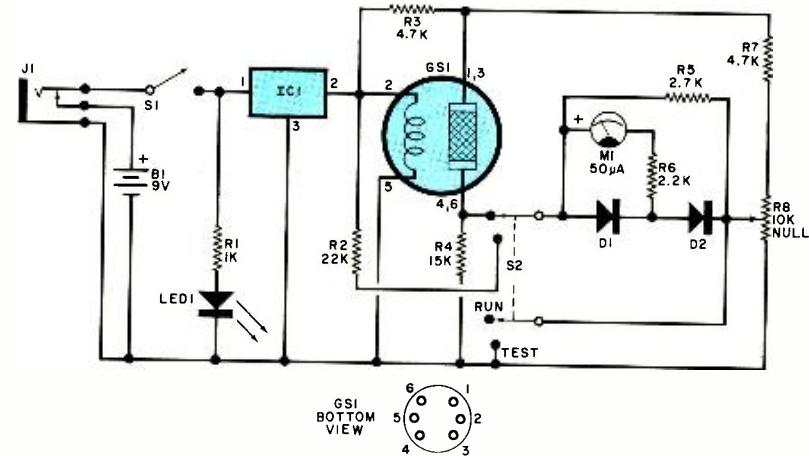 R3
4.7K
J1
S1
1
IC1
2
3
2
GS1
1,3
5
4,6
R7
4.7K
R5
2.7K
+
M1
50µA
R6
2.2K
+
B1
9V
R1
1K
LED1
R2
22K
R4
15K
S2
D1
D2
R8
10K
NULL
RUN
TEST
GS1
BOTTOM
VIEW
6
1
5
2
4
3